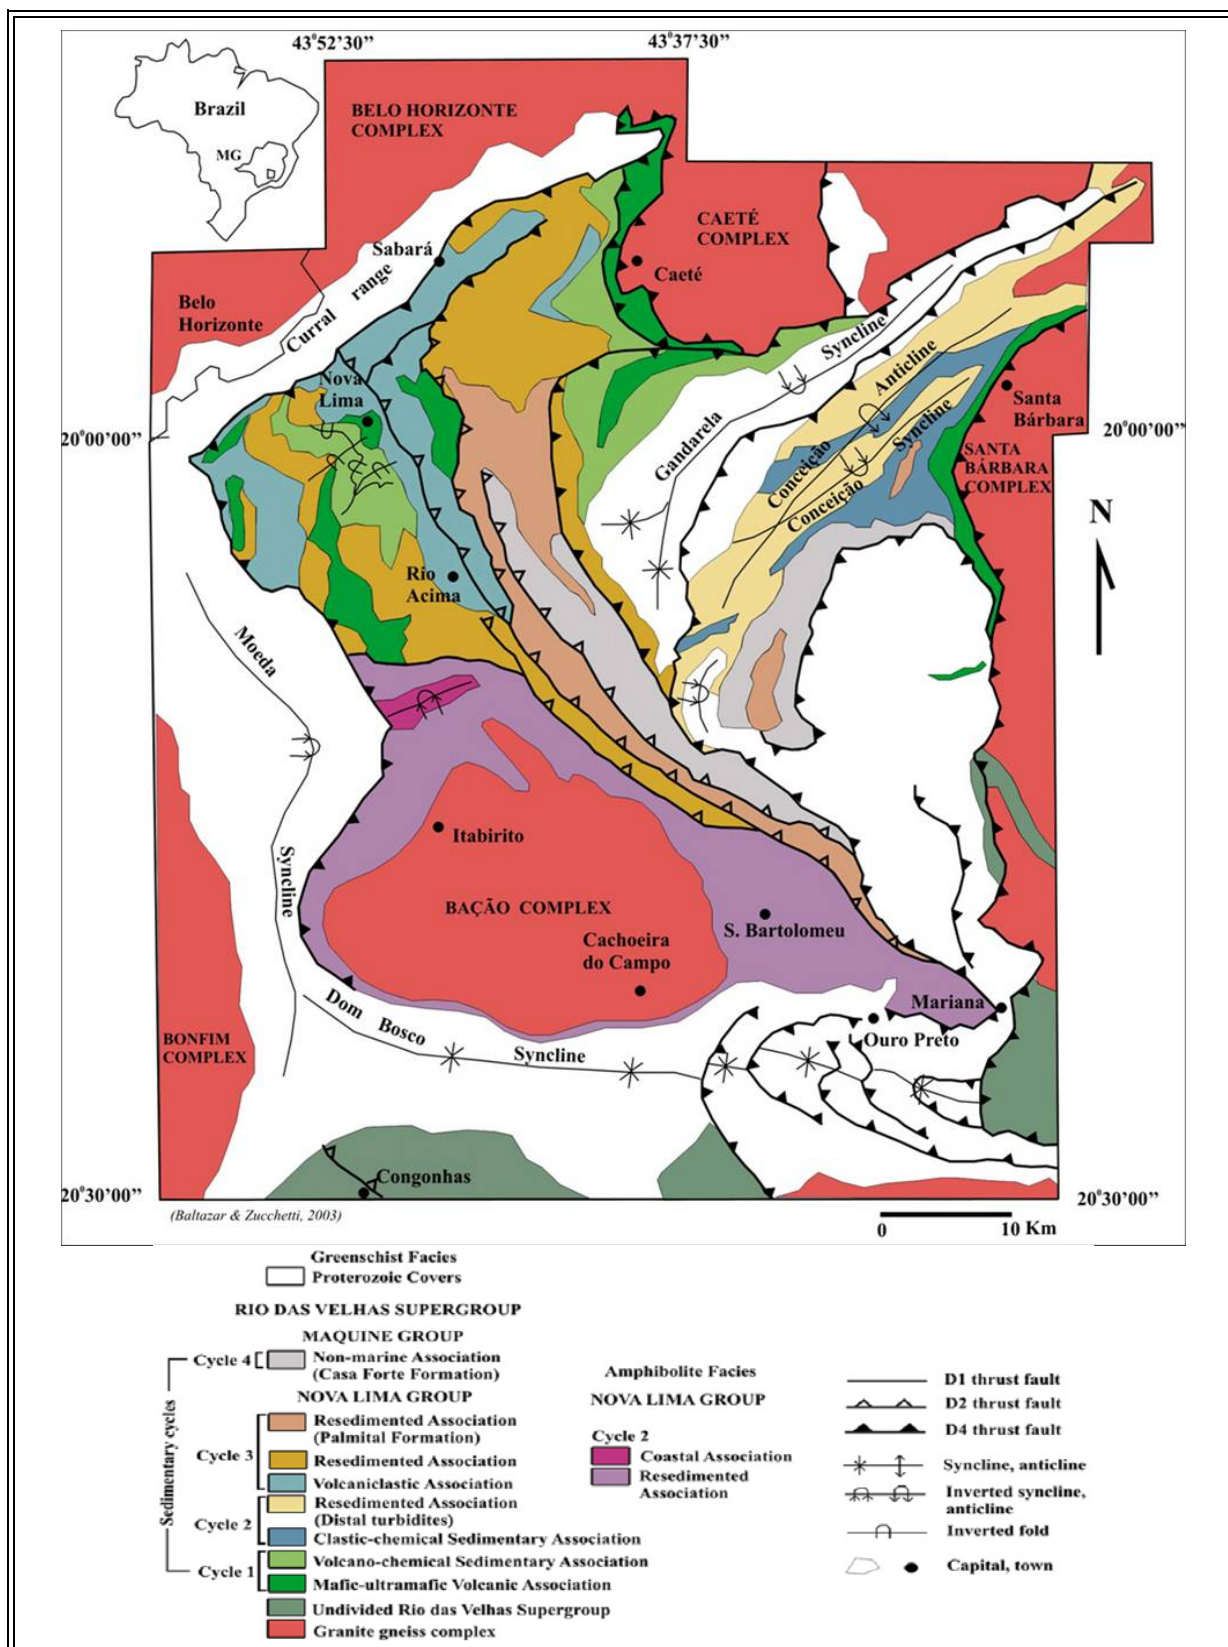 43°52'30”
43°37'30”
Brazil
MG
BELO HORIZONTE
COMPLEX
CAETÉ
COMPLEX
Sabará
Caeté
Belo
Horizonte
Curral range
Syncline
Anticline
Nova
Lima
Santa
Bárbara
20°00'00”
20°00'00”
Gandarela
Conceição
Syncline
Conceição
SANTA
BÁRBARA
COMPLEX
N
Rio
Acima
Moeda
Itabirito
Syncline
BAÇÃO COMPLEX
S. Bartolomeu
Cachoeira
do Campo
Mariana
Dom Bosco Syncline
Ouro Preto
BONFIM
COMPLEX
Congonhas
20°30'00”
20°30'00”
(Baltazar & Zucchetti, 2003)
0 10 Km
Greenschist Facies
Proterozoic Covers
RIO DAS VELHAS SUPERGROUP
MAQUINE GROUP
Cycle 4
Non-marine Association
(Casa Forte Formation)
NOVA LIMA GROUP
Sedimentary cycles
Cycle 3
Resedimented Association
(Palmital Formation)
Resedimented Association
Volcaniclastic Association
Cycle 2
Resedimented Association
(Distal turbidites)
Clastic-chemical Sedimentary Association
Cycle 1
Volcano-chemical Sedimentary Association
Mafic-ultramafic Volcanic Association
Undivided Rio das Velhas Supergroup
Granite gneiss complex
Amphibolite Facies
NOVA LIMA GROUP
Cycle 2
Coastal Association
Resedimented
Association
D1 thrust fault
D2 thrust fault
D4 thrust fault
Syncline, anticline
Inverted syncline,
anticline
Inverted fold
Capital, town